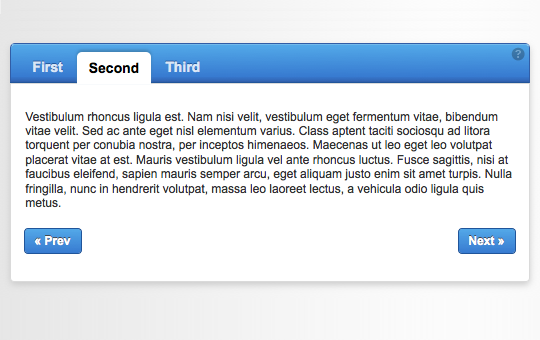 First Second Third ?
Vestibulum rhoncus ligula est. Nam nisi velit, vestibulum eget fermentum vitae, bibendum
vitae velit. Sed ac ante eget nisl elementum varius. Class aptent taciti sociosqu ad litora
torquent per conubia nostra, per inceptos himenaeos. Maecenas ut leo eget leo volutpat
placerat vitae at est. Mauris vestibulum ligula vel ante rhoncus luctus. Fusce sagittis, nisi at
faucibus eleifend, sapien mauris semper arcu, eget aliquam justo enim sit amet turpis. Nulla
fringilla, nunc in hendrerit volutpat, massa leo laoreet lectus, a vehicula odio ligula quis
metus.
« Prev Next »